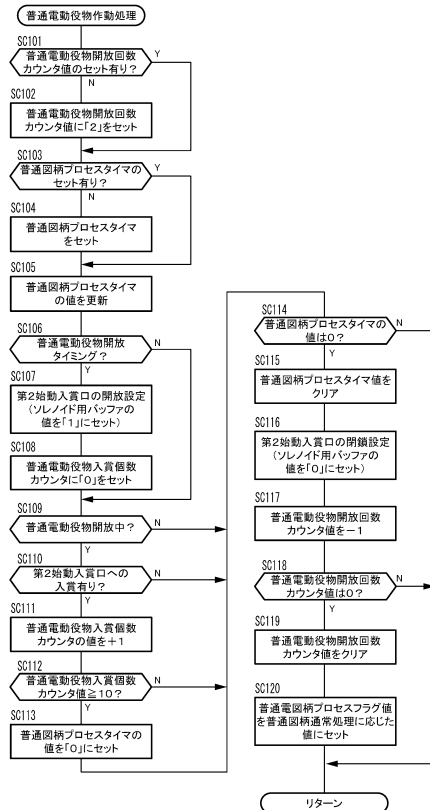 普通電動役物作動処理
SC101
普通電動役物開放回数
カウンタ値のセット有り?
Y
N
SC102
普通電動役物開放回数
カウンタ値に「2」をセット
SC103
普通図柄プロセスタイマの
セット有り?
Y
N
SC104
普通図柄プロセスタイマ
をセット
SC105
普通図柄プロセスタイマ
の値を更新
SC106
普通電動役物開放
タイミング?
N
Y
SC107
第2始動入賞口の開放設定
(ソレノイド用バッファの
値を「1」にセット)
SC108
普通電動役物入賞個数
カウンタに「0」をセット
SC109
普通電動役物開放中?
N
Y
SC110
第2始動入賞口への
入賞有り?
N
Y
SC111
普通電動役物入賞個数
カウンタの値を+1
SC112
普通電動役物入賞個数
カウンタ値≧10?
N
Y
SC113
普通図柄プロセスタイマの
値を「0」にセット
SC114
普通図柄プロセスタイマの
値は0?
N
Y
SC115
普通図柄プロセスタイマ値を
クリア
SC116
第2始動入賞口の閉鎖設定
(ソレノイド用バッファの
値を「0」にセット)
SC117
普通電動役物開放回数
カウンタ値を-1
SC118
普通電動役物開放回数
カウンタ値は0?
N
Y
SC119
普通電動役物開放回数
カウンタ値をクリア
SC120
普通電図柄プロセスフラグ値
を普通図柄通常処理に応じた
値にセット
リターン